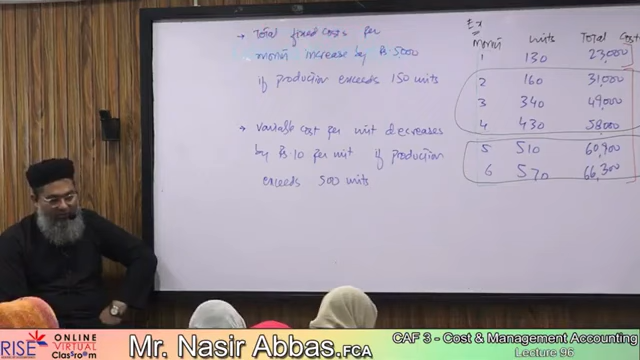 → Total fixed costs per
month increase by Rs.5000
if production exceeds 150 units
→ Variable cost per unit decreases
by Rs.10 per unit if production
exceeds 500 units
Ex
Month units Total Cost
1 130 23,000
2 160 31,000
3 340 49,000
4 430 58,000
5 510 60,900
6 570 66,300
RISE ONLINE VIRTUAL Classroom
Mr. Nasir Abbas.FCA
CAF 3 - Cost & Management Accounting
Lecture 96